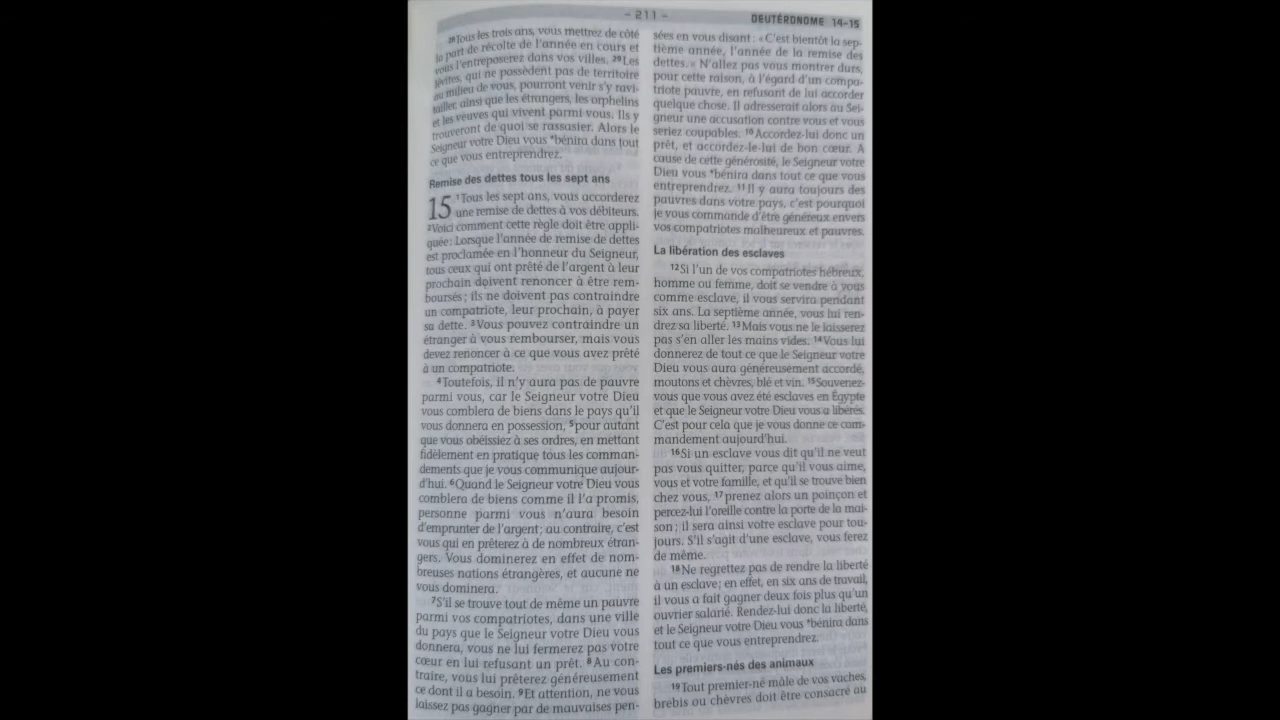 – 211 –
DEUTÉRONOME 14-15
28Tous les trois ans, vous mettrez de côté
la part de récolte de l'année en cours et
vous l'entreposerez dans vos villes. 29Les
lévites, qui ne possèdent pas de territoire
au milieu de vous, pourront venir s'y ravi-
tailler, ainsi que les étrangers, les orphelins
et les veuves qui vivent parmi vous. Ils y
trouveront de quoi se rassasier. Alors le
Seigneur votre Dieu vous *bénira dans tout
ce que vous entreprendrez.
Remise des dettes tous les sept ans
15 1Tous les sept ans, vous accorderez
une remise de dettes à vos débiteurs.
2Voici comment cette règle doit être appli-
quée: Lorsque l'année de remise de dettes
est proclamée en l'honneur du Seigneur,
tous ceux qui ont prêté de l'argent à leur
prochain doivent renoncer à être rem-
boursés; ils ne doivent pas contraindre
un compatriote, leur prochain, à payer
sa dette. 3Vous pouvez contraindre un
étranger à vous rembourser, mais vous
devez renoncer à ce que vous avez prêté
à un compatriote.
4Toutefois, il n'y aura pas de pauvre
parmi vous, car le Seigneur votre Dieu
vous comblera de biens dans le pays qu'il
vous donnera en possession, 5pour autant
que vous obéissiez à ses ordres, en mettant
fidèlement en pratique tous les comman-
dements que je vous communique aujour-
d'hui. 6Quand le Seigneur votre Dieu vous
comblera de biens comme il l'a promis,
personne parmi vous n'aura besoin
d'emprunter de l'argent; au contraire, c'est
vous qui en prêterez à de nombreux étran-
gers. Vous dominerez en effet de nom-
breuses nations étrangères, et aucune ne
vous dominera.
7S'il se trouve tout de même un pauvre
parmi vos compatriotes, dans une ville
du pays que le Seigneur votre Dieu vous
donnera, vous ne lui fermerez pas votre
cœur en lui refusant un prêt. 8Au con-
traire, vous lui prêterez généreusement
ce dont il a besoin. 9Et attention, ne vous
laissez pas gagner par de mauvaises pen-
sées en vous disant : « C'est bientôt la sep-
tième année, l'année de la remise des
dettes. » N'allez pas vous montrer durs,
pour cette raison, à l'égard d'un compa-
triote pauvre, en refusant de lui accorder
quelque chose. Il adresserait alors au Sei-
gneur une accusation contre vous et vous
seriez coupables. 10Accordez-lui donc un
prêt, et accordez-le-lui de bon cœur. A
cause de cette générosité, le Seigneur votre
Dieu vous *bénira dans tout ce que vous
entreprendrez. 11Il y aura toujours des
pauvres dans votre pays, c'est pourquoi
je vous commande d'être généreux envers
vos compatriotes malheureux et pauvres.
La libération des esclaves
12Si l'un de vos compatriotes hébreux,
homme ou femme, doit se vendre à vous
comme esclave, il vous servira pendant
six ans. La septième année, vous lui ren-
drez sa liberté. 13Mais vous ne le laisserez
pas s'en aller les mains vides. 14Vous lui
donnerez de tout ce que le Seigneur votre
Dieu vous aura généreusement accordé,
moutons et chèvres, blé et vin. 15Souvenez-
vous que vous avez été esclaves en Égypte
et que le Seigneur votre Dieu vous a libérés.
C'est pour cela que je vous donne ce com-
mandement aujourd'hui.
16Si un esclave vous dit qu'il ne veut
pas vous quitter, parce qu'il vous aime,
vous et votre famille, et qu'il se trouve bien
chez vous, 17prenez alors un poinçon et
percez-lui l'oreille contre la porte de la mai-
son; il sera ainsi votre esclave pour tou-
jours. S'il s'agit d'une esclave, vous ferez
de même.
18Ne regrettez pas de rendre la liberté
à un esclave; en effet, en six ans de travail,
il vous a fait gagner deux fois plus qu'un
ouvrier salarié. Rendez-lui donc la liberté,
et le Seigneur votre Dieu vous *bénira dans
tout ce que vous entreprendrez.
Les premiers-nés des animaux
19Tout premier-né mâle de vos vaches,
brebis ou chèvres doit être consacré au